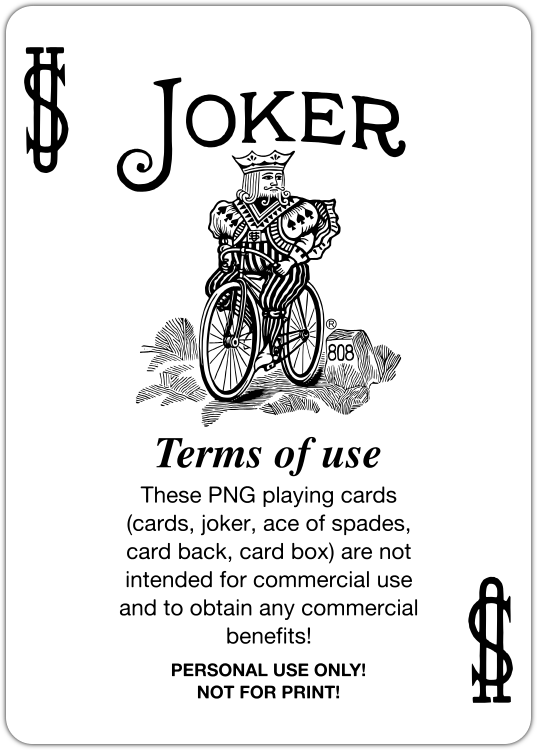 JOKER
®
808
Terms of use
These PNG playing cards
(cards, joker, ace of spades,
card back, card box) are not
intended for commercial use
and to obtain any commercial
benefits!
PERSONAL USE ONLY!
NOT FOR PRINT!